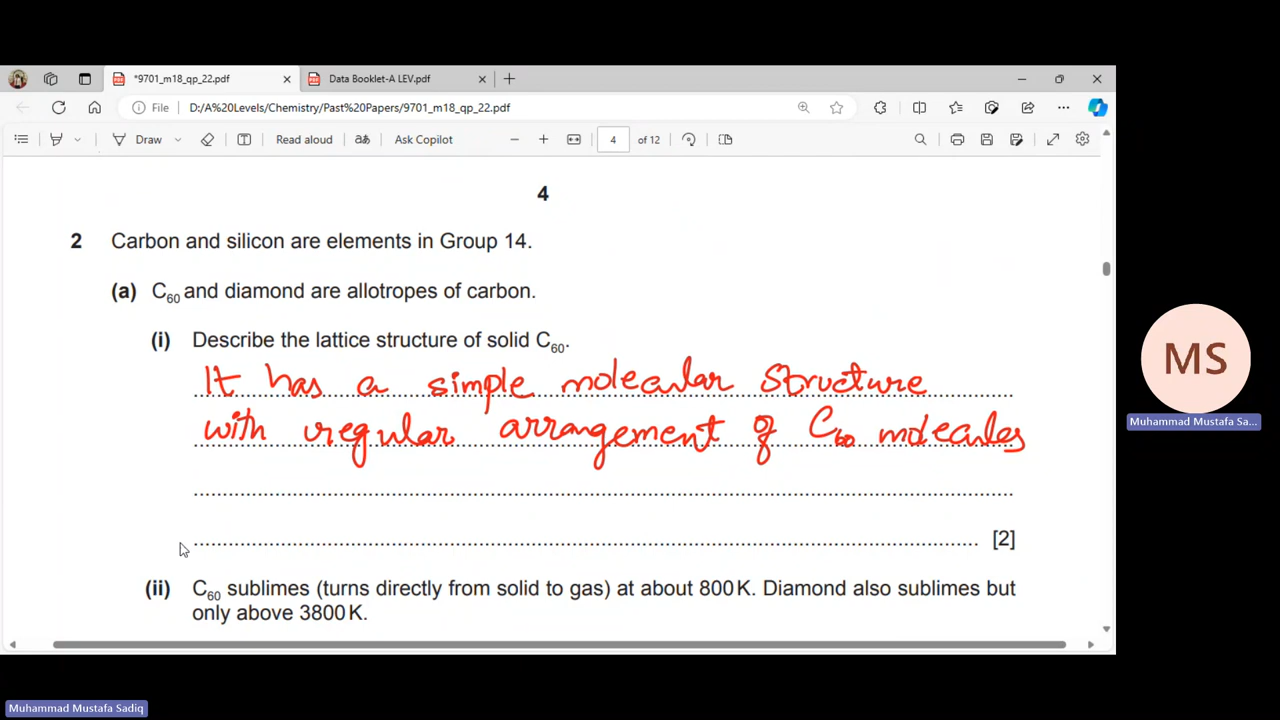 *9701_m18_qp_22.pdf
Data Booklet-A LEV.pdf
File D:/A%20Levels/Chemistry/Past%20Papers/9701_m18_qp_22.pdf
Draw Read aloud aあ Ask Copilot 4 of 12
4
2 Carbon and silicon are elements in Group 14.
(a) C60 and diamond are allotropes of carbon.
(i) Describe the lattice structure of solid C60.
It has a simple molecular structure
with regular arrangement of C60 molecules
[2]
(ii) C60 sublimes (turns directly from solid to gas) at about 800 K. Diamond also sublimes but
only above 3800 K.
MS
Muhammad Mustafa Sa...
Muhammad Mustafa Sadiq